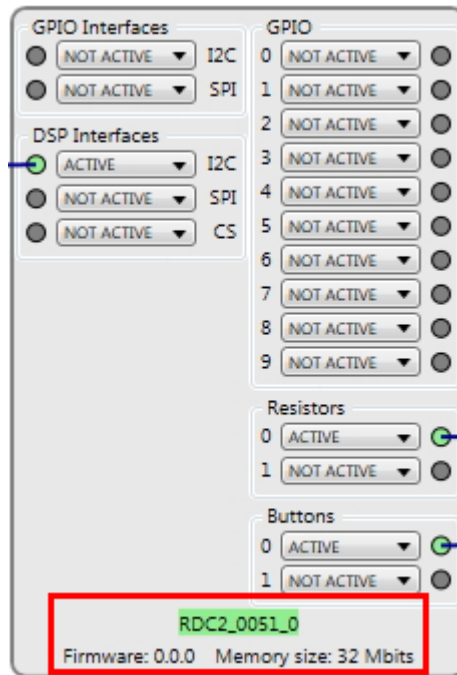 GPIO Interfaces
NOT ACTIVE I2C
NOT ACTIVE SPI
DSP Interfaces
ACTIVE I2C
NOT ACTIVE SPI
NOT ACTIVE CS
GPIO
0 NOT ACTIVE
1 NOT ACTIVE
2 NOT ACTIVE
3 NOT ACTIVE
4 NOT ACTIVE
5 NOT ACTIVE
6 NOT ACTIVE
7 NOT ACTIVE
8 NOT ACTIVE
9 NOT ACTIVE
Resistors
0 ACTIVE
1 NOT ACTIVE
Buttons
0 ACTIVE
1 NOT ACTIVE
RDC2_0051_0
Firmware: 0.0.0 Memory size: 32 Mbits